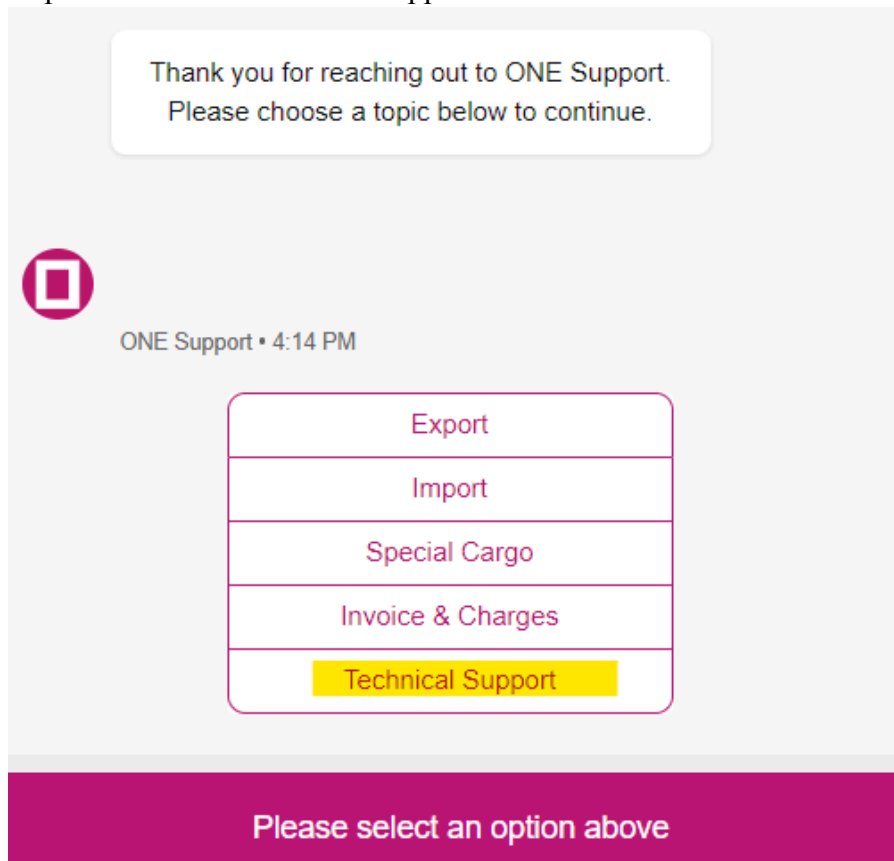 Thank you for reaching out to ONE Support.
Please choose a topic below to continue.
ONE Support • 4:14 PM
Export
Import
Special Cargo
Invoice & Charges
Technical Support
Please select an option above